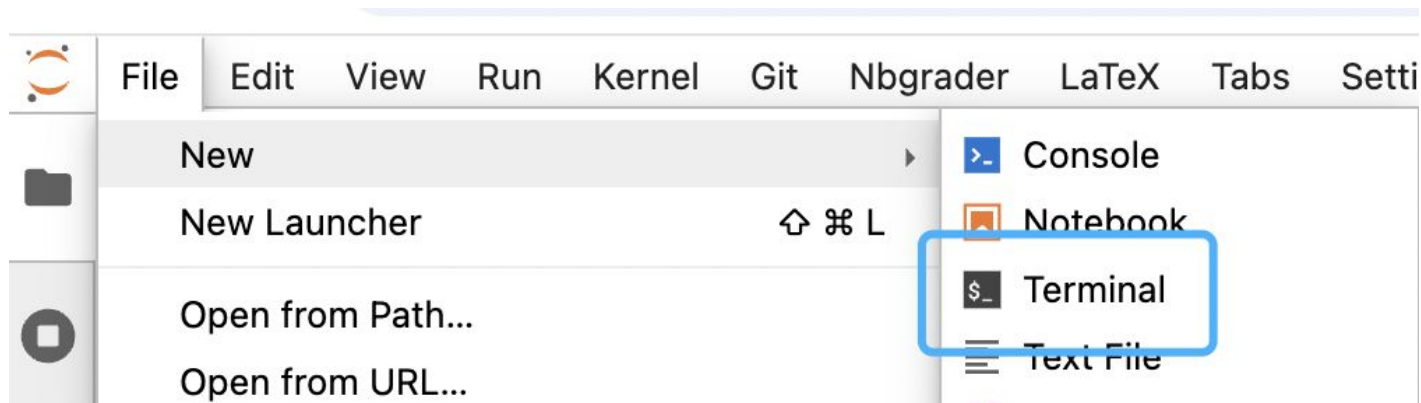 File Edit View Run Kernel Git Nbgrader LaTeX Tabs Setti
New
New Launcher ⇧ ⌘ L
Open from Path...
Open from URL...
Console
Notebook
$_ Terminal
Text File